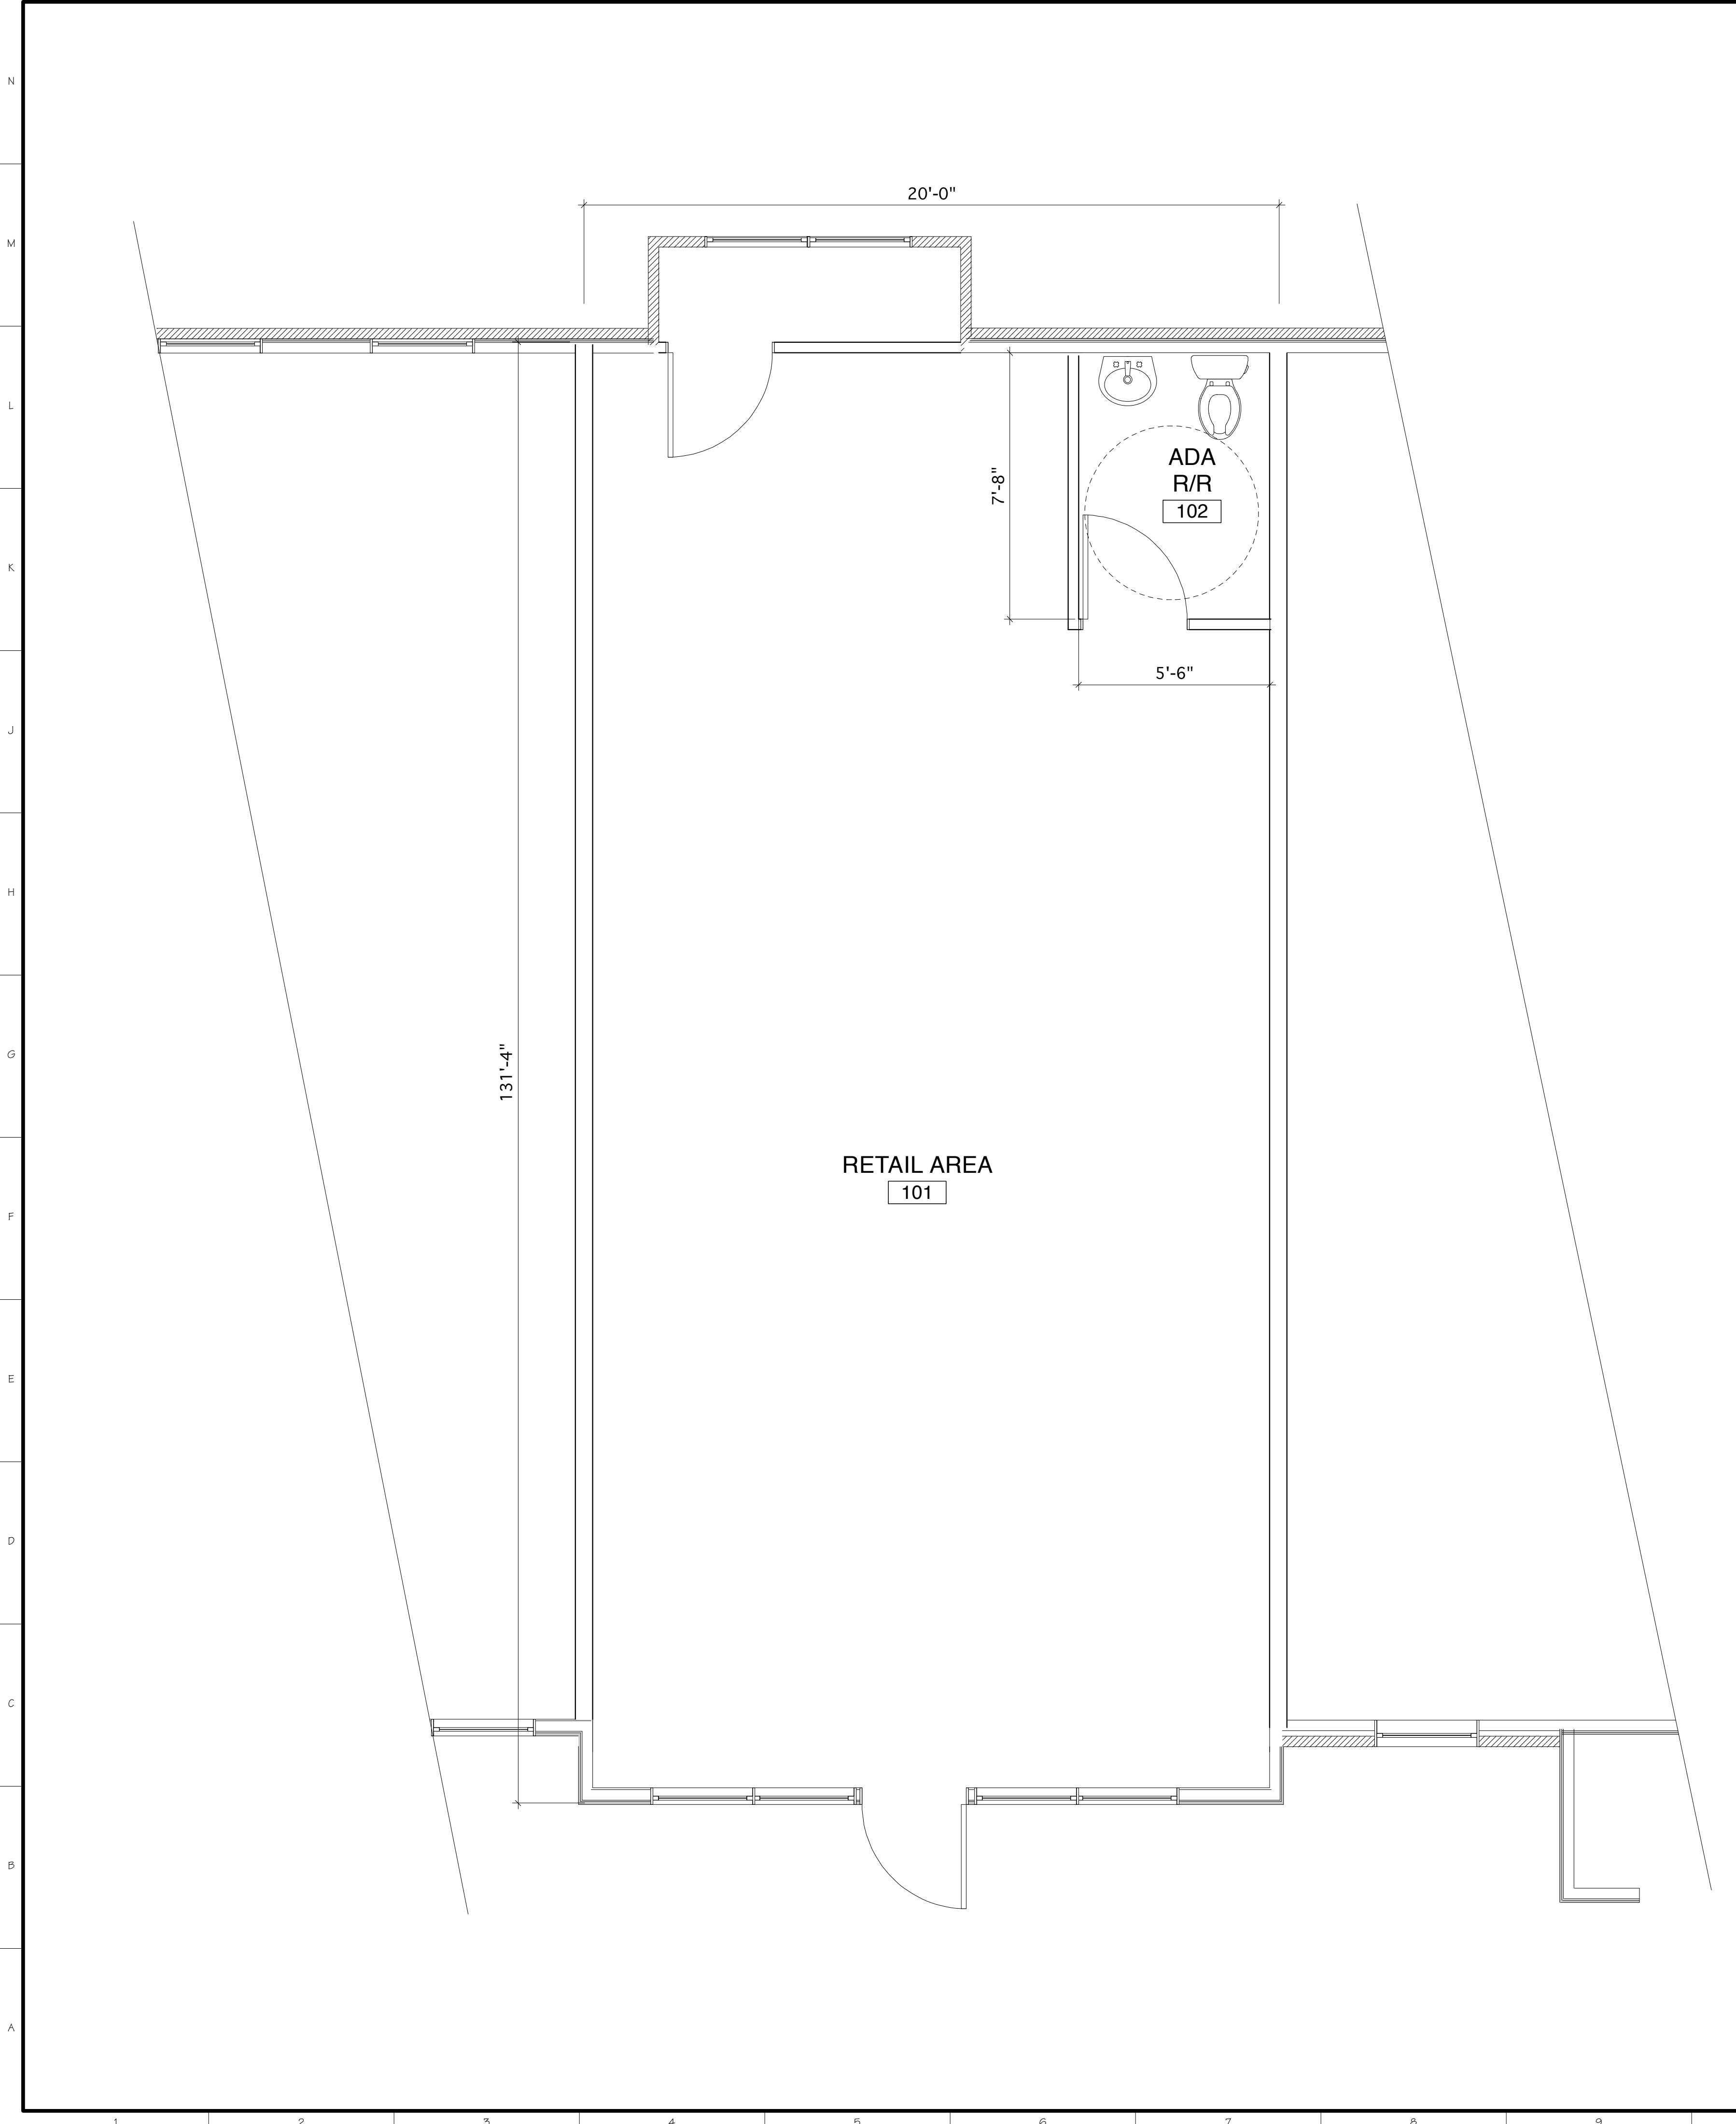 N
20'-0"
M
L
ADA
R/R
7'-8"
102
K
5'-6"
J
H
G
131'-4"
RETAIL AREA
101
F
E
D
C
B
A
1 2 3 4 5 6 7 8 9